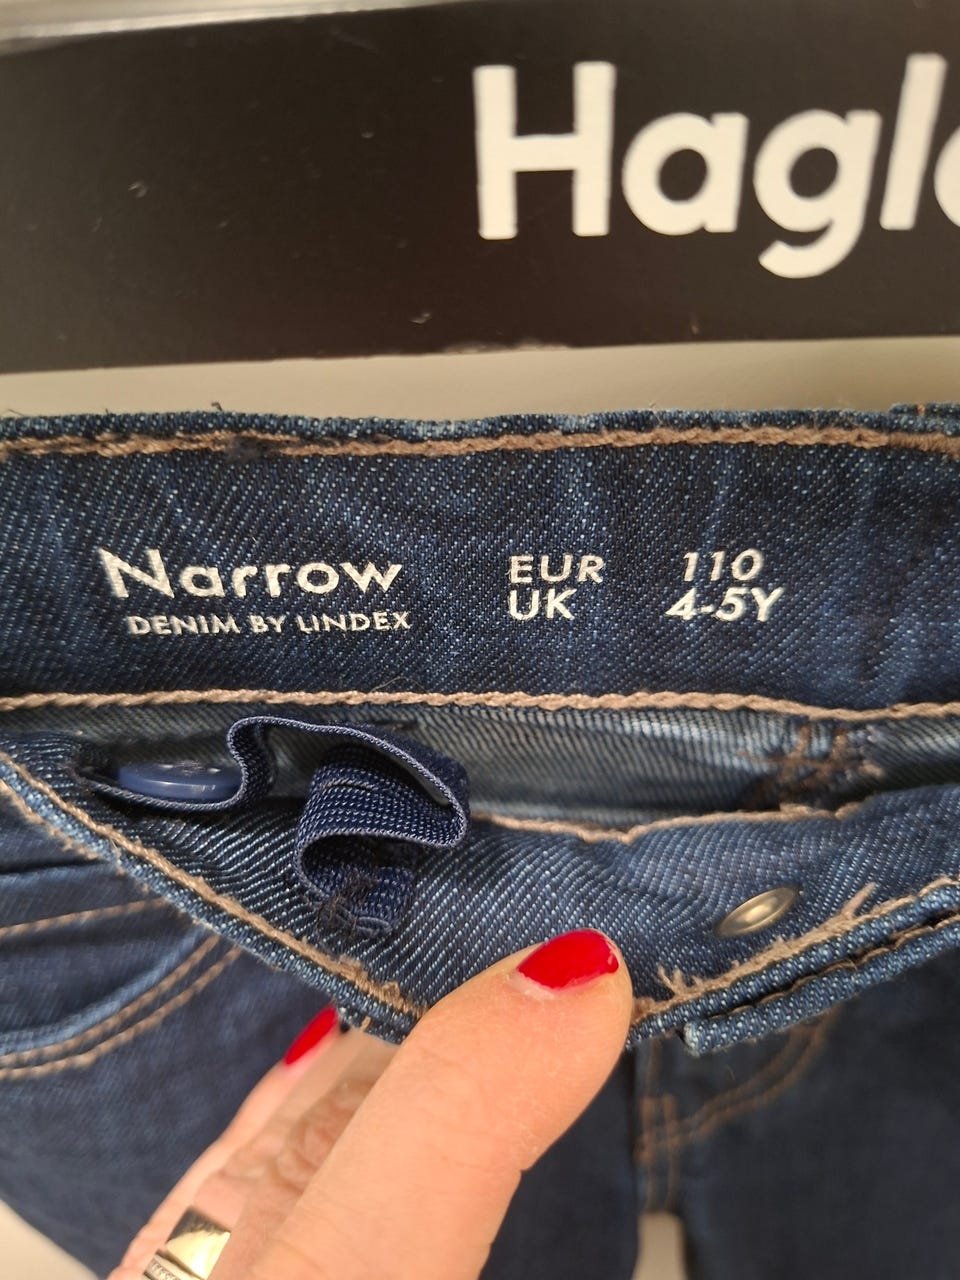 Hagl
Narrow
DENIM BY LINDEX
EUR 110
UK 4-5Y